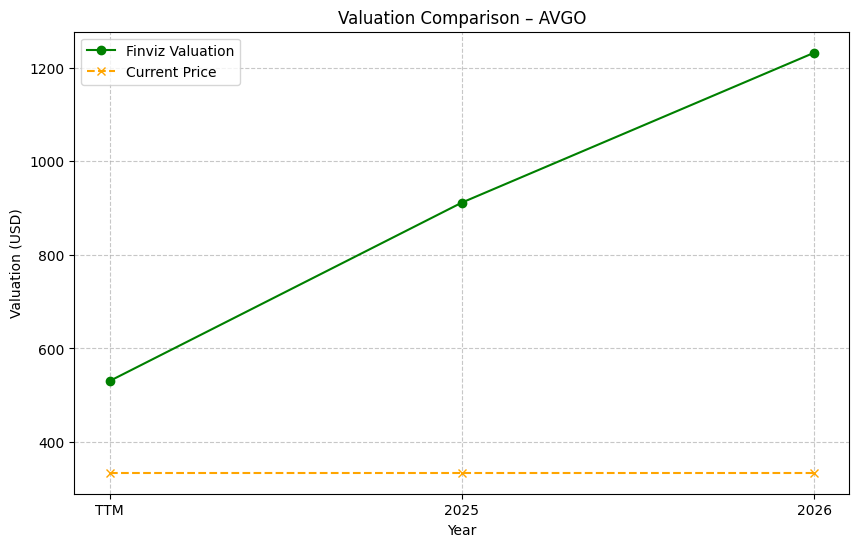 Valuation Comparison – AVGO
Finviz Valuation
Current Price
Valuation (USD)
1200
1000
800
600
400
TTM
2025
2026
Year